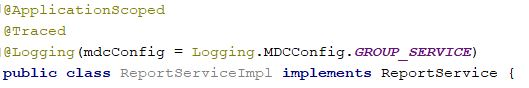 @ApplicationScoped
@Traced
@Logging(mdcConfig = Logging.MDCConfig.GROUP_SERVICE)
public class ReportServiceImpl implements ReportService {